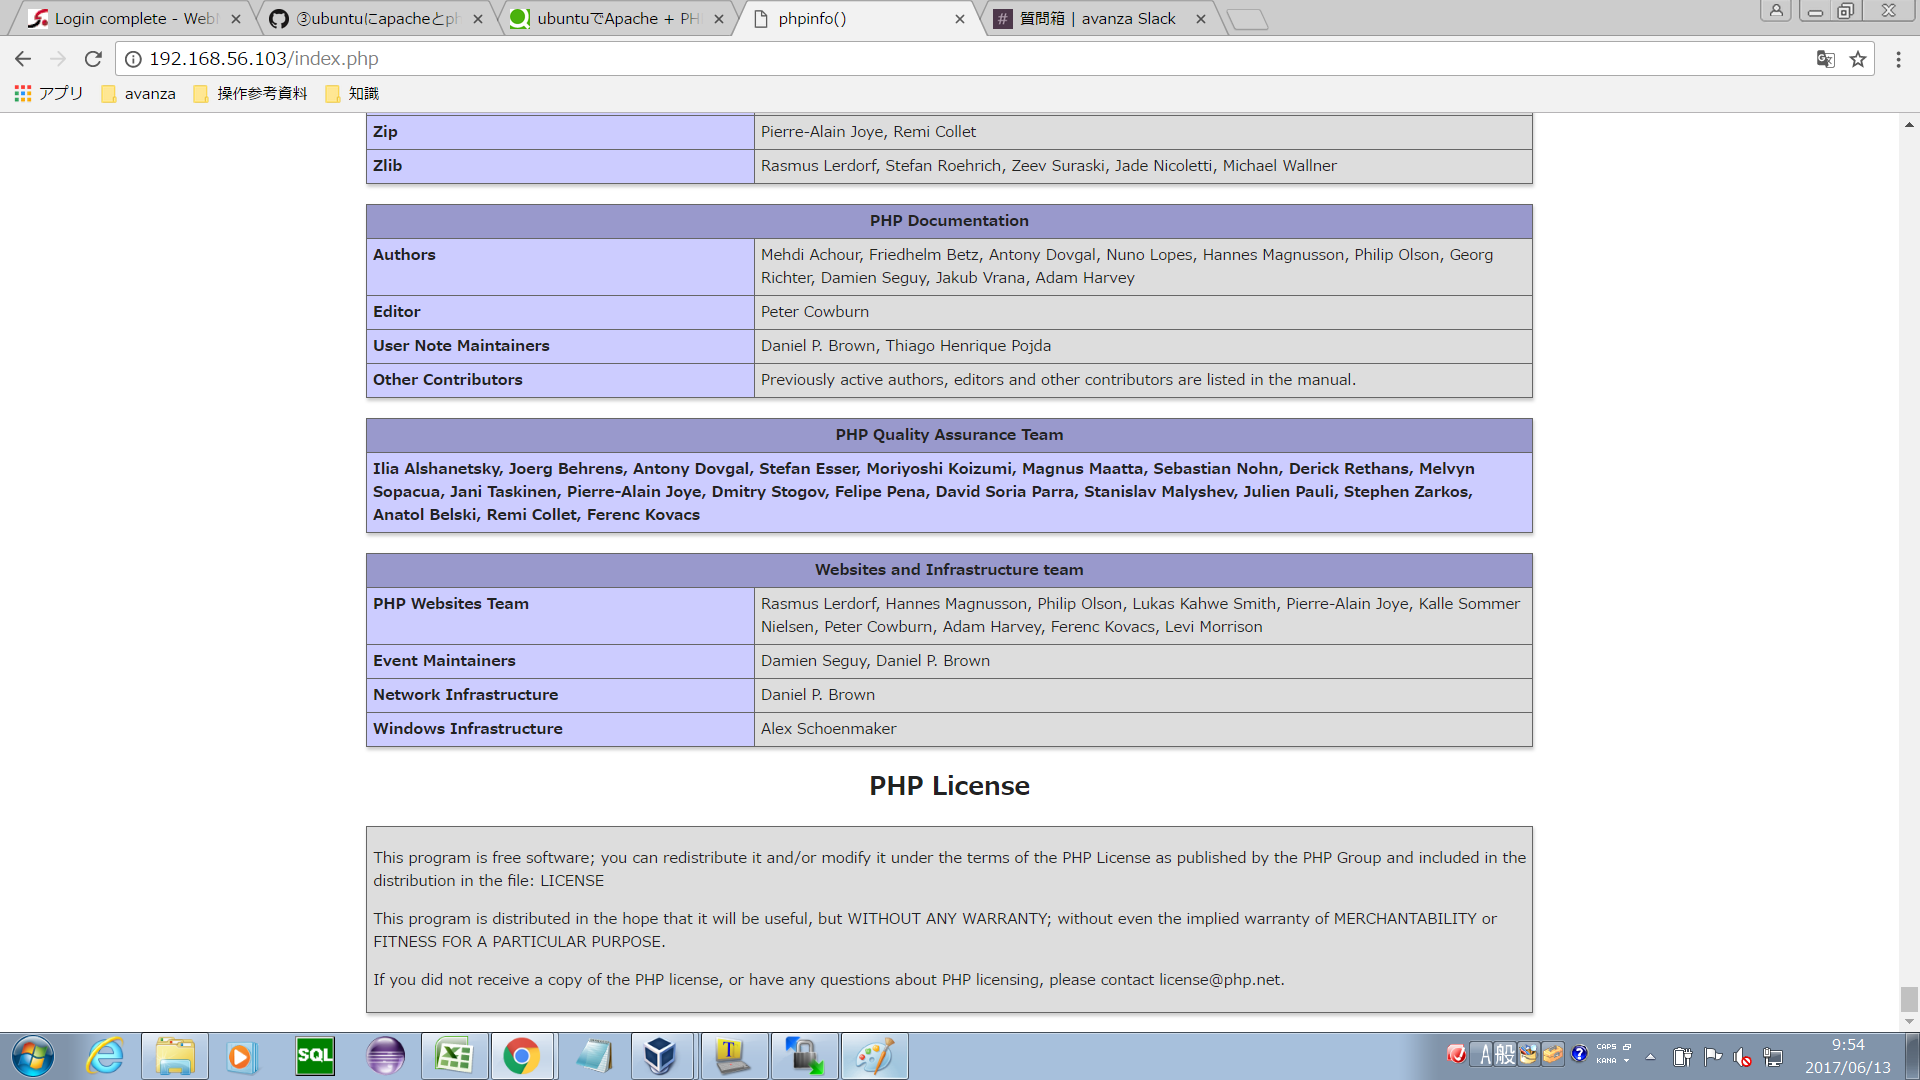 Login complete - Web
③ubuntuにapacheとph
ubuntuでApache + PH
phpinfo()
質問箱 | avanza Slack
192.168.56.103/index.php
アプリ
avanza
操作参考資料
知識
Zip
Pierre-Alain Joye, Remi Collet
Zlib
Rasmus Lerdorf, Stefan Roehrich, Zeev Suraski, Jade Nicoletti, Michael Wallner
PHP Documentation
Authors
Mehdi Achour, Friedhelm Betz, Antony Dovgal, Nuno Lopes, Hannes Magnusson, Philip Olson, Georg
Richter, Damien Seguy, Jakub Vrana, Adam Harvey
Editor
Peter Cowburn
User Note Maintainers
Daniel P. Brown, Thiago Henrique Pojda
Other Contributors
Previously active authors, editors and other contributors are listed in the manual.
PHP Quality Assurance Team
Ilia Alshanetsky, Joerg Behrens, Antony Dovgal, Stefan Esser, Moriyoshi Koizumi, Magnus Maatta, Sebastian Nohn, Derick Rethans, Melvyn
Sopacua, Jani Taskinen, Pierre-Alain Joye, Dmitry Stogov, Felipe Pena, David Soria Parra, Stanislav Malyshev, Julien Pauli, Stephen Zarkos,
Anatol Belski, Remi Collet, Ferenc Kovacs
Websites and Infrastructure team
PHP Websites Team
Rasmus Lerdorf, Hannes Magnusson, Philip Olson, Lukas Kahwe Smith, Pierre-Alain Joye, Kalle Sommer
Nielsen, Peter Cowburn, Adam Harvey, Ferenc Kovacs, Levi Morrison
Event Maintainers
Damien Seguy, Daniel P. Brown
Network Infrastructure
Daniel P. Brown
Windows Infrastructure
Alex Schoenmaker
PHP License
This program is free software; you can redistribute it and/or modify it under the terms of the PHP License as published by the PHP Group and included in the
distribution in the file: LICENSE
This program is distributed in the hope that it will be useful, but WITHOUT ANY WARRANTY; without even the implied warranty of MERCHANTABILITY or
FITNESS FOR A PARTICULAR PURPOSE.
If you did not receive a copy of the PHP license, or have any questions about PHP licensing, please contact license@php.net.
SQL
A 般
CAPS
KANA
9:54
2017/06/13